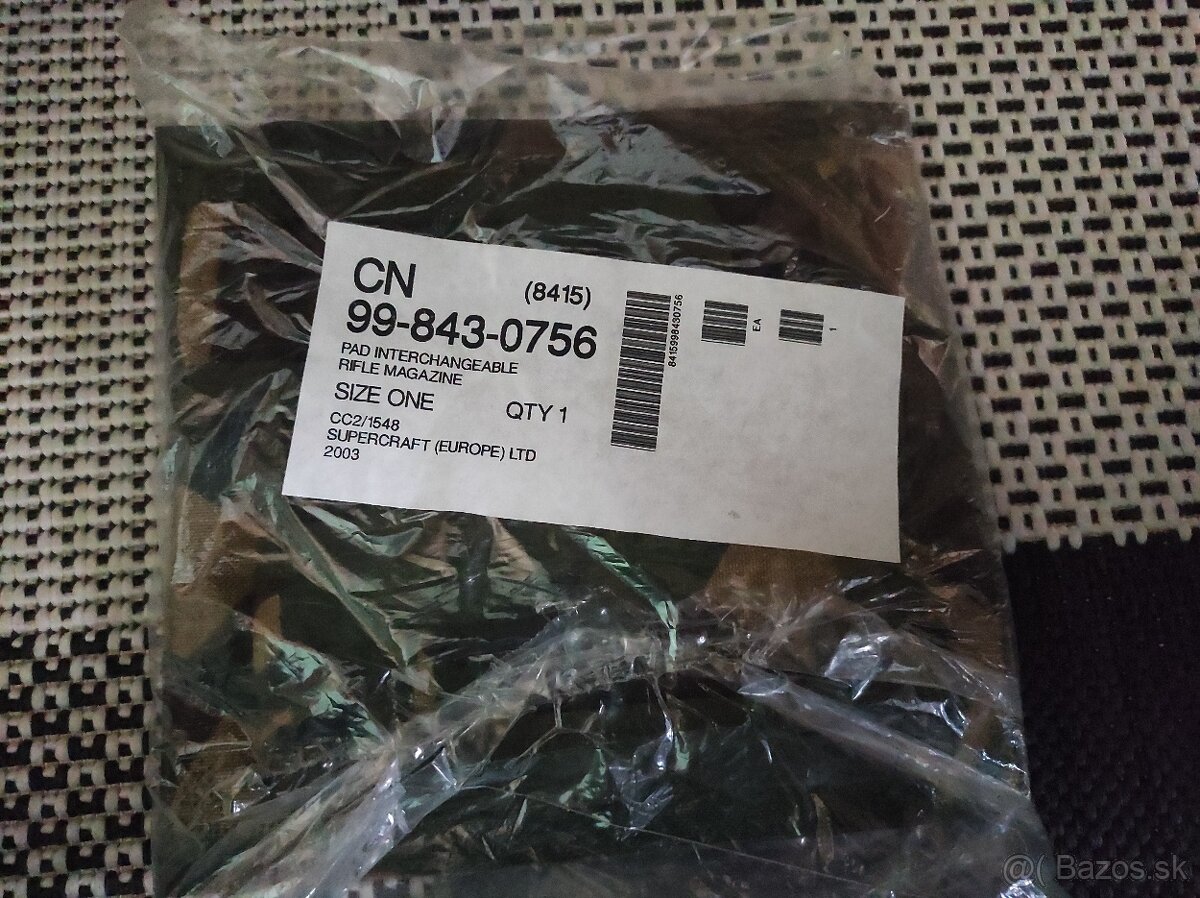 CN (8415)
99-843-0756
PAD INTERCHANGEABLE
RIFLE MAGAZINE
SIZE ONE QTY 1
CC2/1548
SUPERCRAFT (EUROPE) LTD
2003
8415998430756
EA
1
@( Bazos.sk